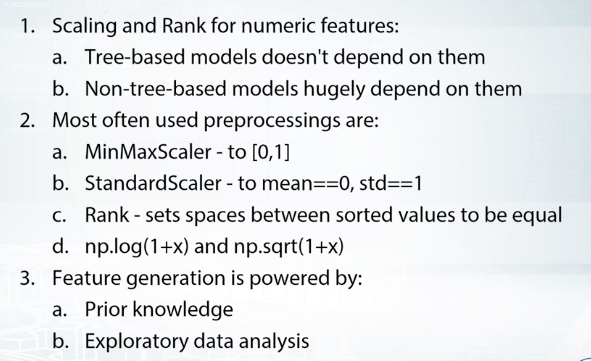 1. Scaling and Rank for numeric features:
a. Tree-based models doesn't depend on them
b. Non-tree-based models hugely depend on them
2. Most often used preprocessings are:
a. MinMaxScaler - to [0,1]
b. StandardScaler - to mean==0, std==1
c. Rank - sets spaces between sorted values to be equal
d. np.log(1+x) and np.sqrt(1+x)
3. Feature generation is powered by:
a. Prior knowledge
b. Exploratory data analysis